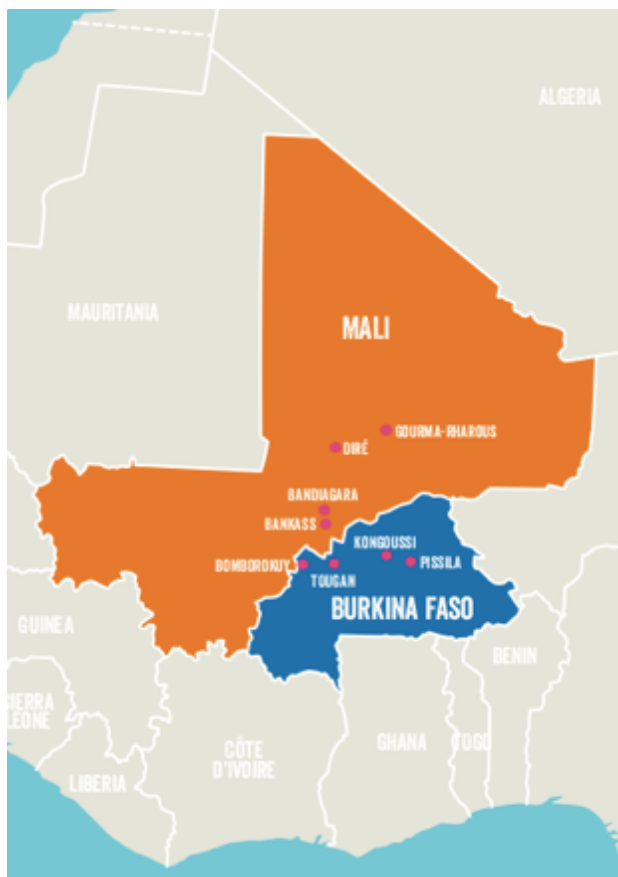 ALGERIA
MAURITANIA
MALI
GOURMA-RHAROUS
DIRÉ
BANDIAGARA
BANKASS
KONGOUSSI
BOMBOROKUY
PISSILA
TOUGAN
BURKINA FASO
GUINEA
BENIN
SIERRA
LEONE
CÔTE
D'IVOIRE
GHANA
TOGO
LIBERIA